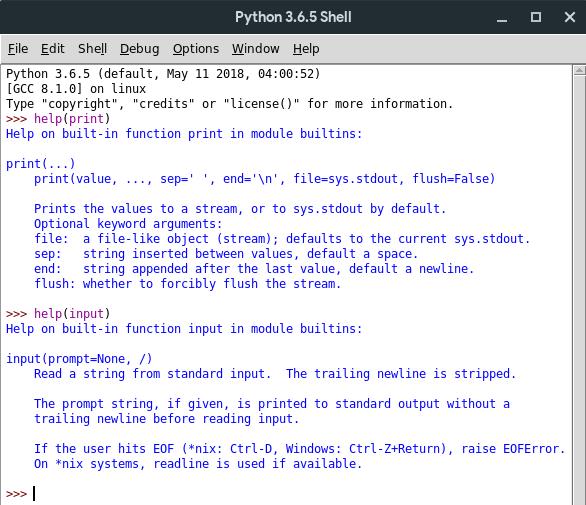 Python 3.6.5 Shell
File Edit Shell Debug Options Window Help
Python 3.6.5 (default, May 11 2018, 04:00:52)
[GCC 8.1.0] on linux
Type "copyright", "credits" or "license()" for more information.
>>> help(print)
Help on built-in function print in module builtins:

print(...)
    print(value, ..., sep=' ', end='\n', file=sys.stdout, flush=False)

    Prints the values to a stream, or to sys.stdout by default.
    Optional keyword arguments:
    file:  a file-like object (stream); defaults to the current sys.stdout.
    sep:   string inserted between values, default a space.
    end:   string appended after the last value, default a newline.
    flush: whether to forcibly flush the stream.

>>> help(input)
Help on built-in function input in module builtins:

input(prompt=None, /)
    Read a string from standard input.  The trailing newline is stripped.

    The prompt string, if given, is printed to standard output without a
    trailing newline before reading input.

    If the user hits EOF (*nix: Ctrl-D, Windows: Ctrl-Z+Return), raise EOFError.
    On *nix systems, readline is used if available.

>>>